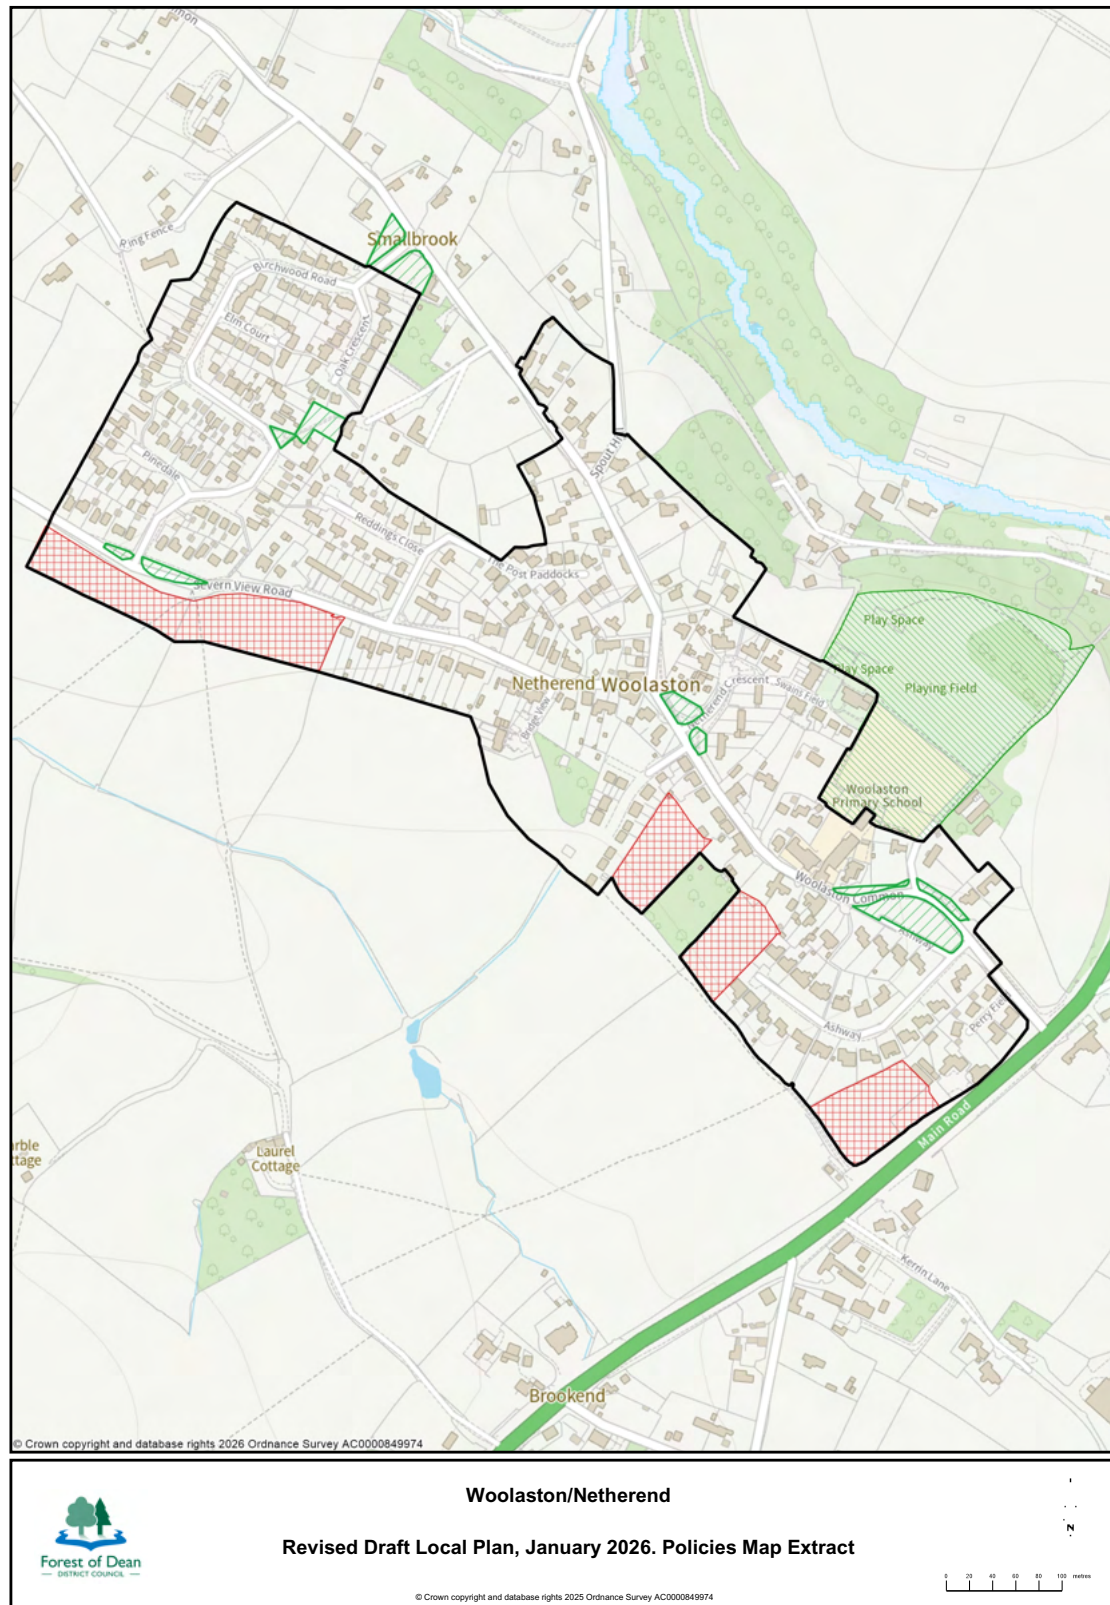 mon
Ring Fence
Smallbrook
Birchwood Road
Elm Court
Oak Crescent
Spout Hill
Pinedale
Reddings Close
The Post Paddocks
Severn View Road
Play Space
Play Space
Playing Field
Netherend Woolaston
Netherend Crescent
Swains Field
Bridge View
Woolaston
Primary School
Woolaston Common
Ashway
Ashway
Petty Field
Main Road
arble
ttage
Laurel
Cottage
Kerrin Lane
Brookend
© Crown copyright and database rights 2026 Ordnance Survey AC0000849974
Woolaston/Netherend
Revised Draft Local Plan, January 2026. Policies Map Extract
© Crown copyright and database rights 2025 Ordnance Survey AC0000849974
Forest of Dean
DISTRICT COUNCIL
N
0 20 40 60 80 100 metres